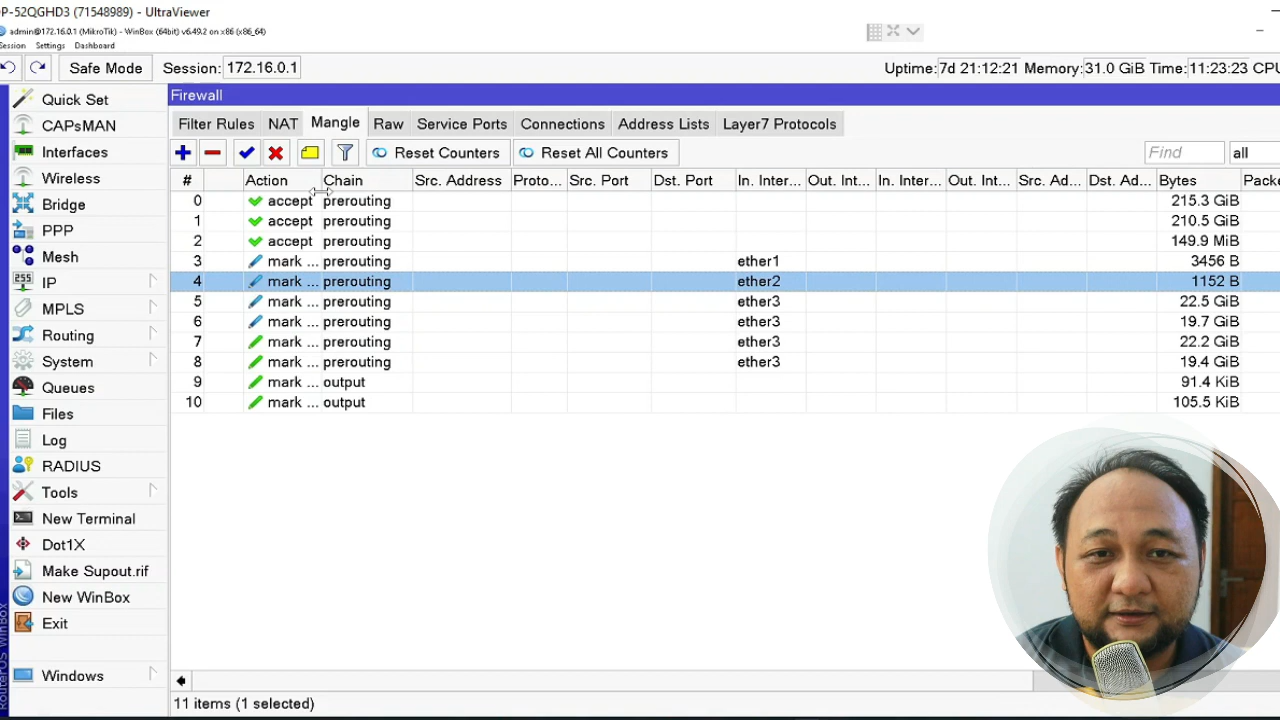 P-52QGHD3 (71548989) - UltraViewer
admin@172.16.0.1 (MikroTik) - WinBox (64bit) v6.49.2 on x86 (x86_64)
Session Settings Dashboard
Safe Mode Session: 172.16.0.1 Uptime: 7d 21:12:21 Memory: 31.0 GiB Time: 11:23:23 CPU
Quick Set
CAPsMAN
Interfaces
Wireless
Bridge
PPP
Mesh
IP
MPLS
Routing
System
Queues
Files
Log
RADIUS
Tools
New Terminal
Dot1X
Make Supout.rif
New WinBox
Exit
Windows
RouterOS WinBox
Firewall
Filter Rules NAT Mangle Raw Service Ports Connections Address Lists Layer7 Protocols
Reset Counters Reset All Counters Find all
# Action Chain Src. Address Proto... Src. Port Dst. Port In. Inter... Out. Int... In. Inter... Out. Int... Src. Ad... Dst. Ad... Bytes Packe
0 accept prerouting 215.3 GiB
1 accept prerouting 210.5 GiB
2 accept prerouting 149.9 MiB
3 mark ... prerouting ether1 3456 B
4 mark ... prerouting ether2 1152 B
5 mark ... prerouting ether3 22.5 GiB
6 mark ... prerouting ether3 19.7 GiB
7 mark ... prerouting ether3 22.2 GiB
8 mark ... prerouting ether3 19.4 GiB
9 mark ... output 91.4 KiB
10 mark ... output 105.5 KiB
11 items (1 selected)